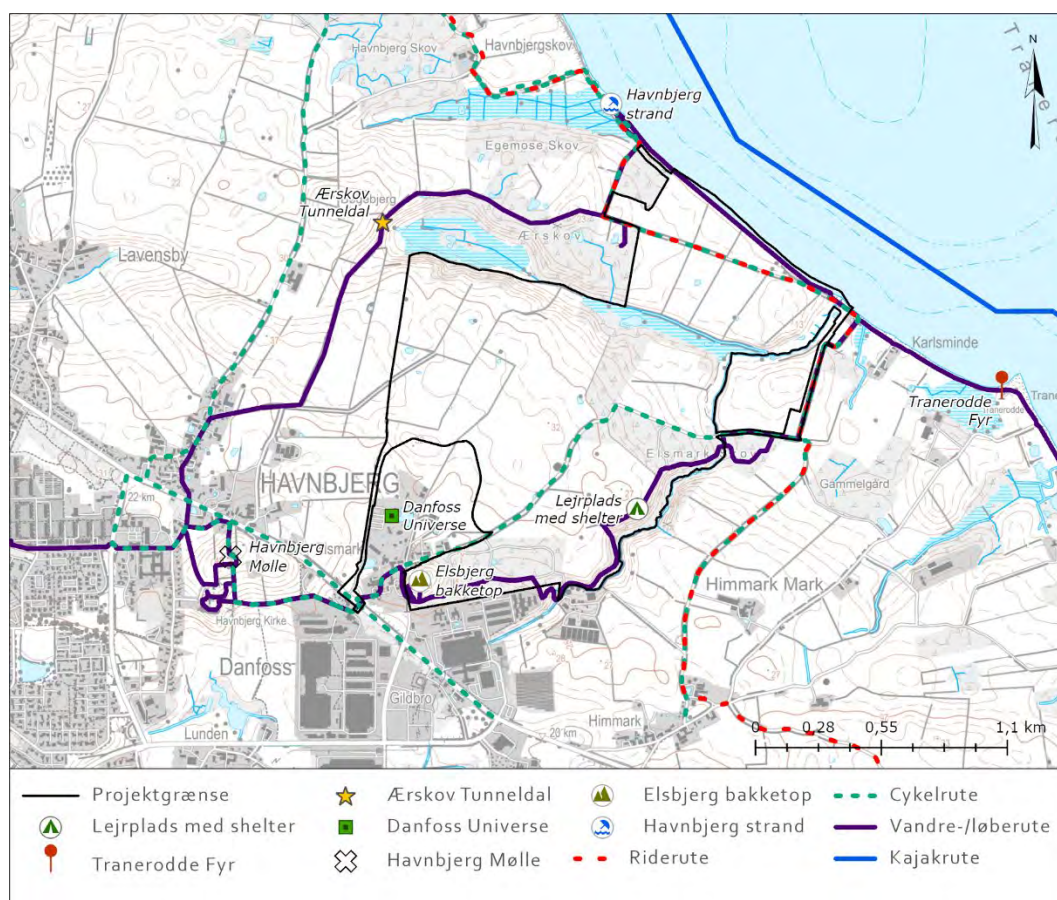 Havnbjerg Skov
Havnbjergskov
N
Havnbjerg
strand
Egemose Skov
Ærskov
Tunneldal
Ærskov
Lavensby
Karlsminde
Tranerodde
Tranerodde
Fyr
Gammelgård
Lejrplads
med shelter
HAVNBJERG
Danfoss
Universe
22 km
Havnbjerg
Mølle
Elsbjerg
bakketop
Himmark Mark
Havnbjerg Kirke
Danfoss
Gildbro
Lunden
Himmark
20 km
0 0,28 0,55 1,1 km
Projektgrænse Ærskov Tunneldal Elsbjerg bakketop Cykelrute
Lejrplads med shelter Danfoss Universe Havnbjerg strand Vandre-/løberute
Tranerodde Fyr Havnbjerg Mølle Riderute Kajakrute